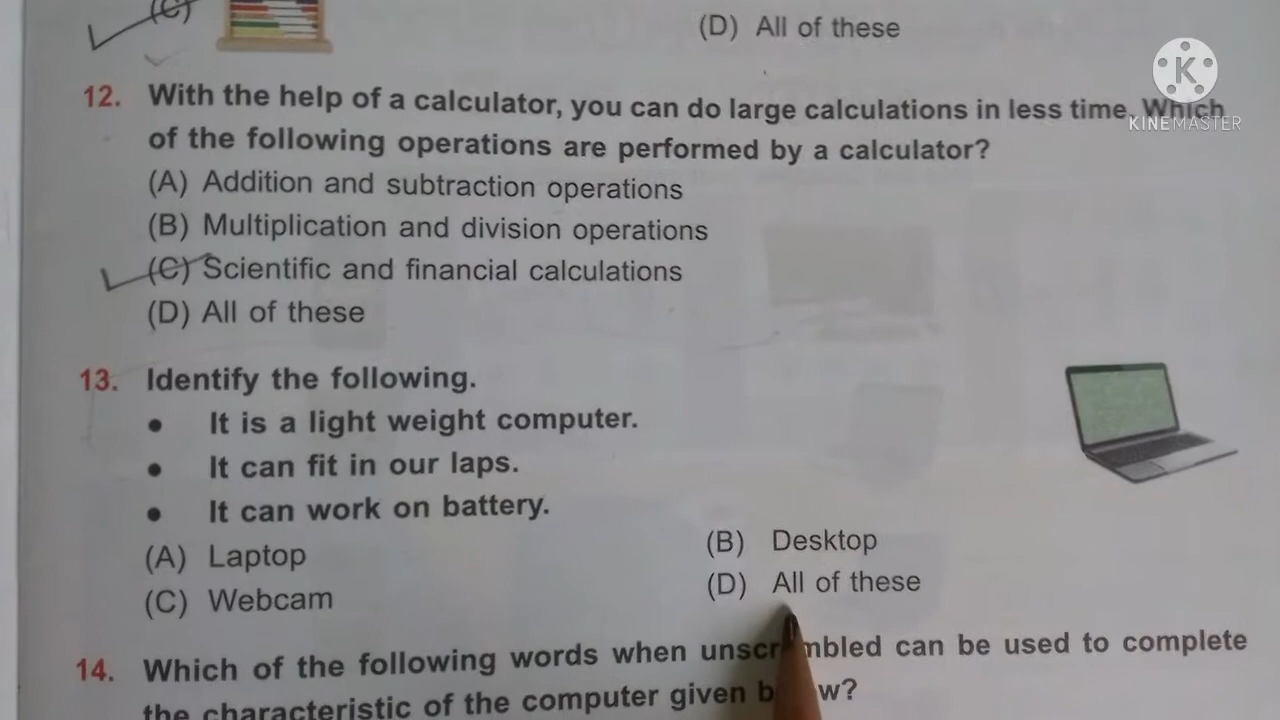 (C)
(D) All of these
K
KINEMASTER
12. With the help of a calculator, you can do large calculations in less time. Which
of the following operations are performed by a calculator?
(A) Addition and subtraction operations
(B) Multiplication and division operations
(C) Scientific and financial calculations
(D) All of these
13. Identify the following.
• It is a light weight computer.
• It can fit in our laps.
• It can work on battery.
(A) Laptop
(B) Desktop
(C) Webcam
(D) All of these
14. Which of the following words when unscrambled can be used to complete
the characteristic of the computer given below?